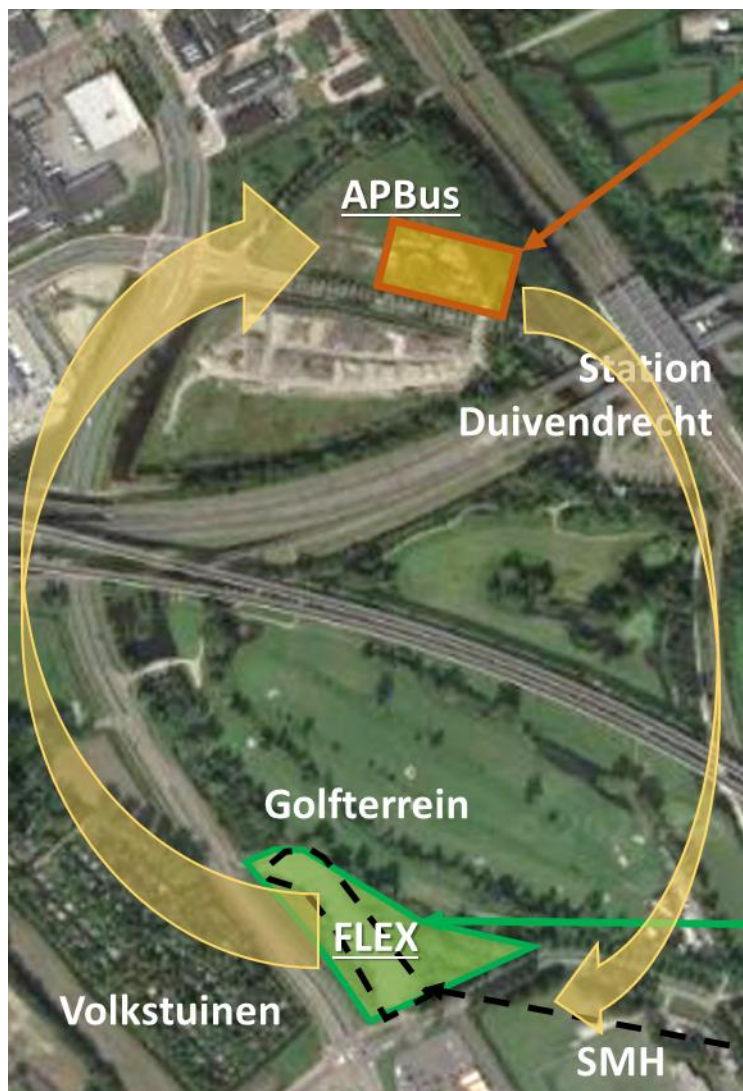 APBus
Station
Duivendrecht
Golfterrein
FLEX
Volkstuinen
SMH